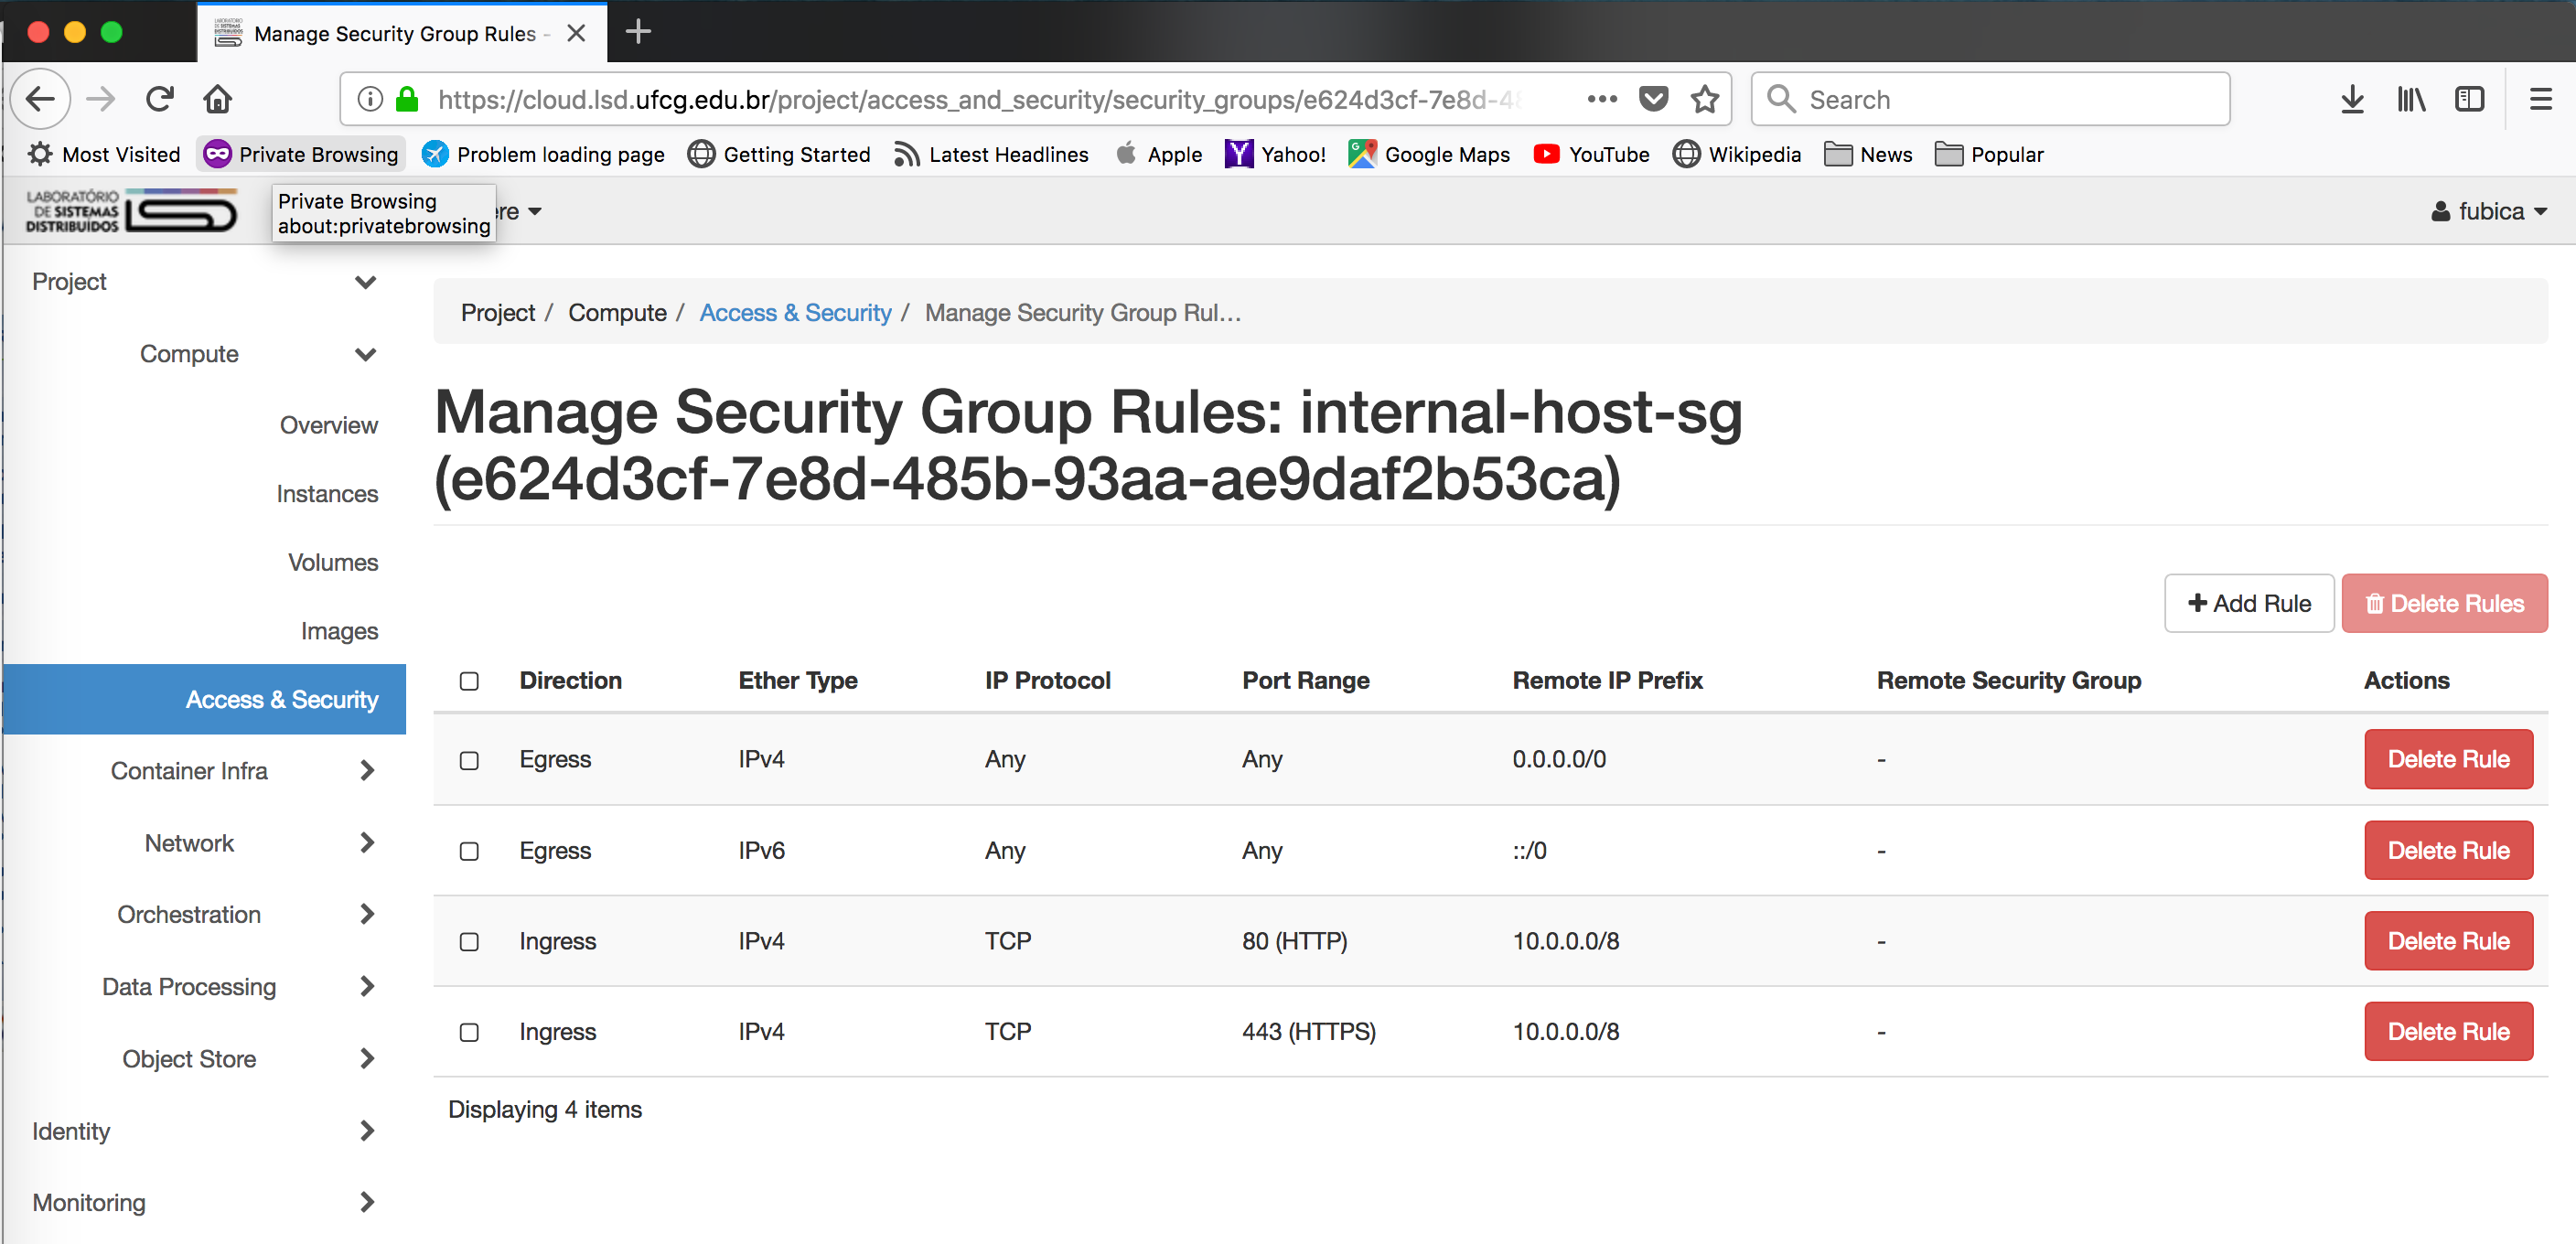 Manage Security Group Rules -
https://cloud.lsd.ufcg.edu.br/project/access_and_security/security_groups/e624d3cf-7e8d-48
Search
Most Visited
Private Browsing
Problem loading page
Getting Started
Latest Headlines
Apple
Yahoo!
Google Maps
YouTube
Wikipedia
News
Popular
LABORATÓRIO
DE SISTEMAS
DISTRIBUÍDOS
LSD
Private Browsing
about:privatebrowsing
ere
fubica
Project
Compute
Overview
Instances
Volumes
Images
Access & Security
Container Infra
Network
Orchestration
Data Processing
Object Store
Identity
Monitoring
Project / Compute / Access & Security / Manage Security Group Rul…
Manage Security Group Rules: internal-host-sg
(e624d3cf-7e8d-485b-93aa-ae9daf2b53ca)
Add Rule
Delete Rules
Direction Ether Type IP Protocol Port Range Remote IP Prefix Remote Security Group Actions
Egress IPv4 Any Any 0.0.0.0/0 - Delete Rule
Egress IPv6 Any Any ::/0 - Delete Rule
Ingress IPv4 TCP 80 (HTTP) 10.0.0.0/8 - Delete Rule
Ingress IPv4 TCP 443 (HTTPS) 10.0.0.0/8 - Delete Rule
Displaying 4 items